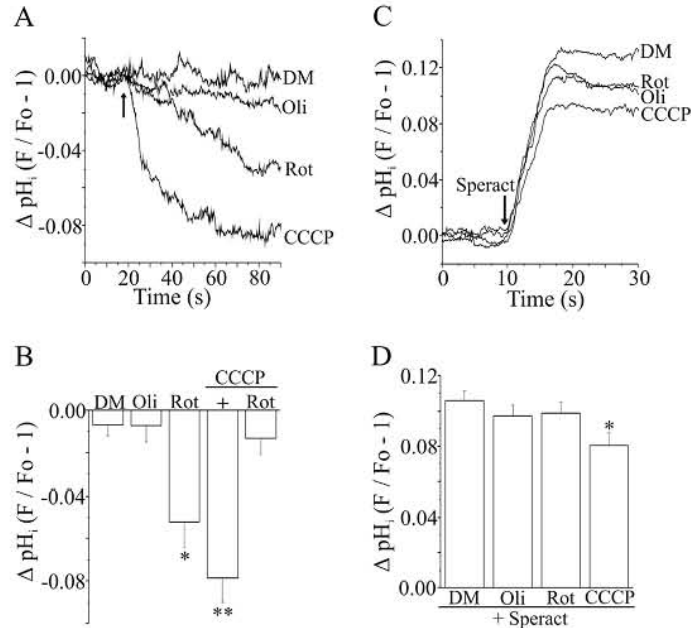 A
Δ pHi (F / Fo - 1)
0.00
-0.04
-0.08
DM
Oli
Rot
CCCP
0 20 40 60 80
Time (s)
C
Δ pHi (F / Fo - 1)
0.12
0.08
0.04
0.00
Speract
DM
Rot
Oli
CCCP
0 10 20 30
Time (s)
B
Δ pHi (F / Fo - 1)
CCCP
DM Oli Rot + Rot
0.00
-0.04
-0.08
*
**
D
Δ pHi (F / Fo - 1)
0.12
0.08
0.04
0.00
*
DM Oli Rot CCCP
+ Speract